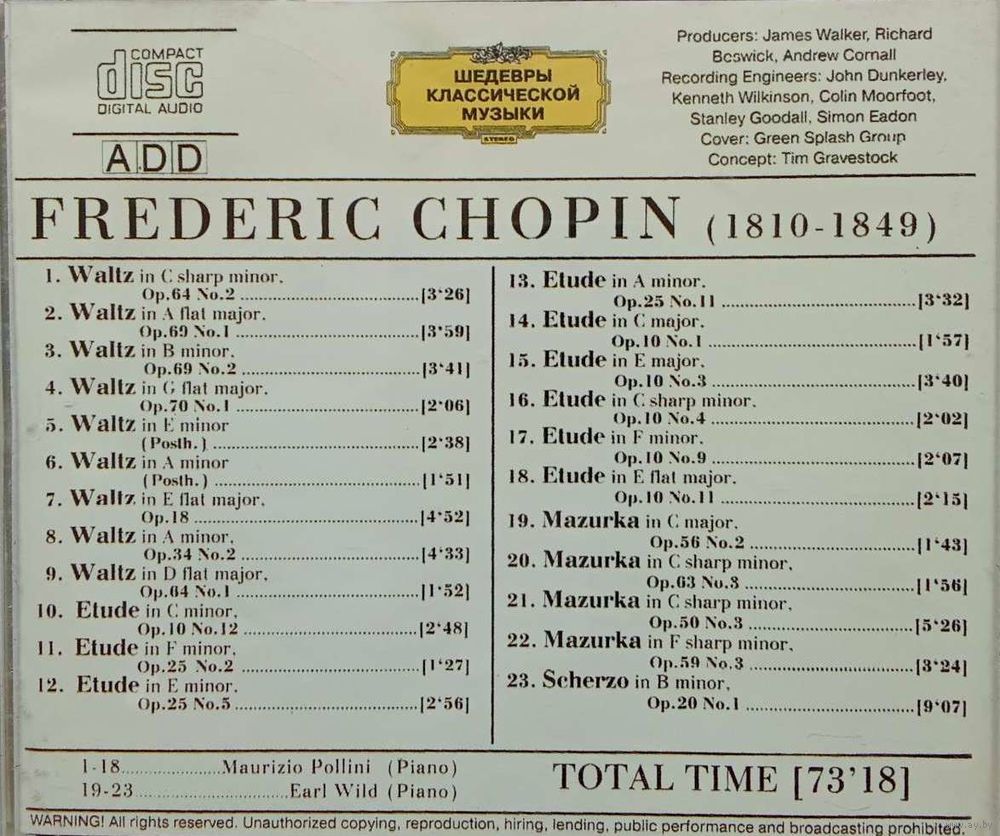 COMPACT
disc
DIGITAL AUDIO
ADD
ШЕДЕВРЫ
КЛАССИЧЕСКОЙ
МУЗЫКИ
STEREO
Producers: James Walker, Richard
Boswick, Andrew Cornall
Recording Engineers: John Dunkerley,
Kenneth Wilkinson, Colin Moorfoot,
Stanley Goodall, Simon Eadon
Cover: Green Splash Group
Concept: Tim Gravestock
FREDERIC CHOPIN (1810-1849)
1. Waltz in C sharp minor,
Op.64 No.2 [3'26]
2. Waltz in A flat major,
Op.69 No.1 [3'59]
3. Waltz in B minor,
Op.69 No.2 [3'41]
4. Waltz in G flat major,
Op.70 No.1 [2'06]
5. Waltz in E minor
(Posth.) [2'38]
6. Waltz in A minor
(Posth.) [1'51]
7. Waltz in E flat major,
Op.18 [4'52]
8. Waltz in A minor,
Op.34 No.2 [4'33]
9. Waltz in D flat major,
Op.64 No.1 [1'52]
10. Etude in C minor,
Op.10 No.12 [2'48]
11. Etude in F minor,
Op.25 No.2 [1'27]
12. Etude in E minor,
Op.25 No.5 [2'56]
13. Etude in A minor,
Op.25 No.11 [3'32]
14. Etude in C major,
Op.10 No.1 [1'57]
15. Etude in E major,
Op.10 No.3 [3'40]
16. Etude in C sharp minor,
Op.10 No.4 [2'02]
17. Etude in F minor,
Op.10 No.9 [2'07]
18. Etude in E flat major,
Op.10 No.11 [2'15]
19. Mazurka in C major,
Op.56 No.2 [1'43]
20. Mazurka in C sharp minor,
Op.63 No.3 [1'56]
21. Mazurka in C sharp minor,
Op.50 No.3 [5'26]
22. Mazurka in F sharp minor,
Op.59 No.3 [3'24]
23. Scherzo in B minor,
Op.20 No.1 [9'07]
1-18 Maurizio Pollini (Piano)
19-23 Earl Wild (Piano)
TOTAL TIME [73'18]
WARNING! All rights reserved. Unauthorized copying, reproduction, hiring, lending, public performance and broadcasting prohibited.